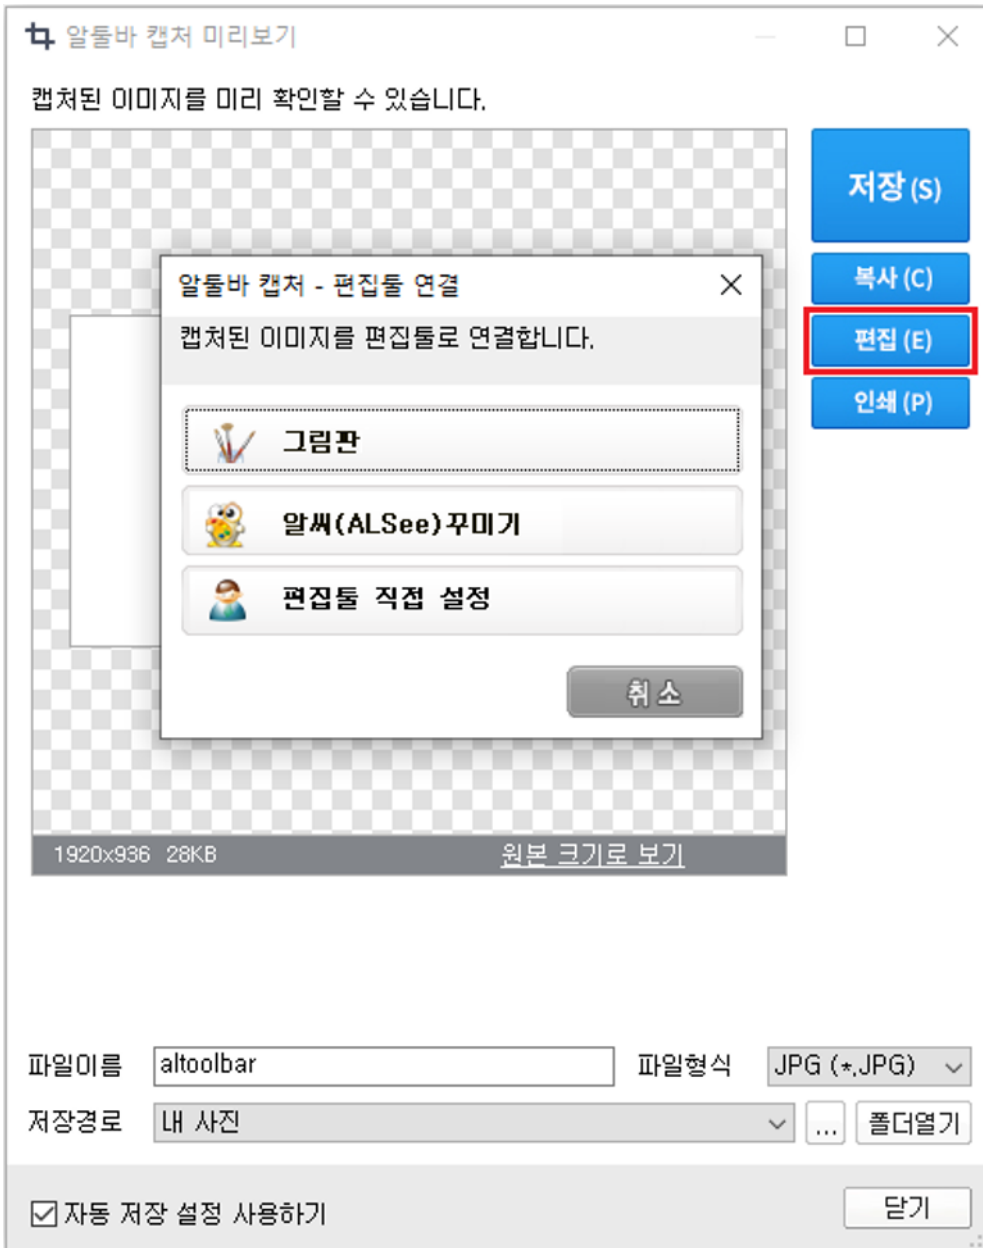 알툴바 캡처 미리보기
캡처된 이미지를 미리 확인할 수 있습니다.
저장 (S)
복사 (C)
편집 (E)
인쇄 (P)
알툴바 캡처 - 편집툴 연결
캡처된 이미지를 편집툴로 연결합니다.
그림판
알씨(ALSee)꾸미기
편집툴 직접 설정
취소
1920x936 28KB 원본 크기로 보기
파일이름 altoolbar 파일형식 JPG (*.JPG)
저장경로 내 사진 ... 폴더열기
자동 저장 설정 사용하기 닫기